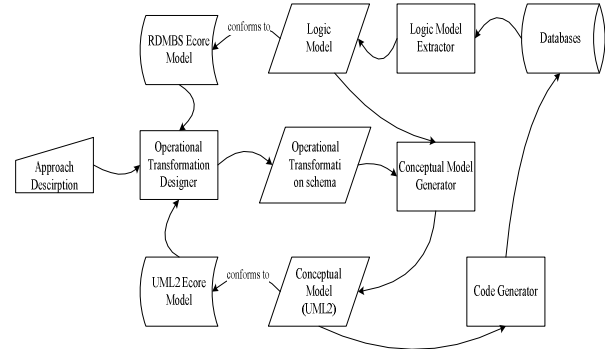 RDMBS Ecore
Model
conforms to
Logic
Model
Logic Model
Extractor
Databases
Approach
Descirption
Operational
Transformation
Designer
Operational
Transformati
on schema
Conceptual Model
Generator
UML2 Ecore
Model
conforms to
Conceptual
Model
(UML2)
Code Generator